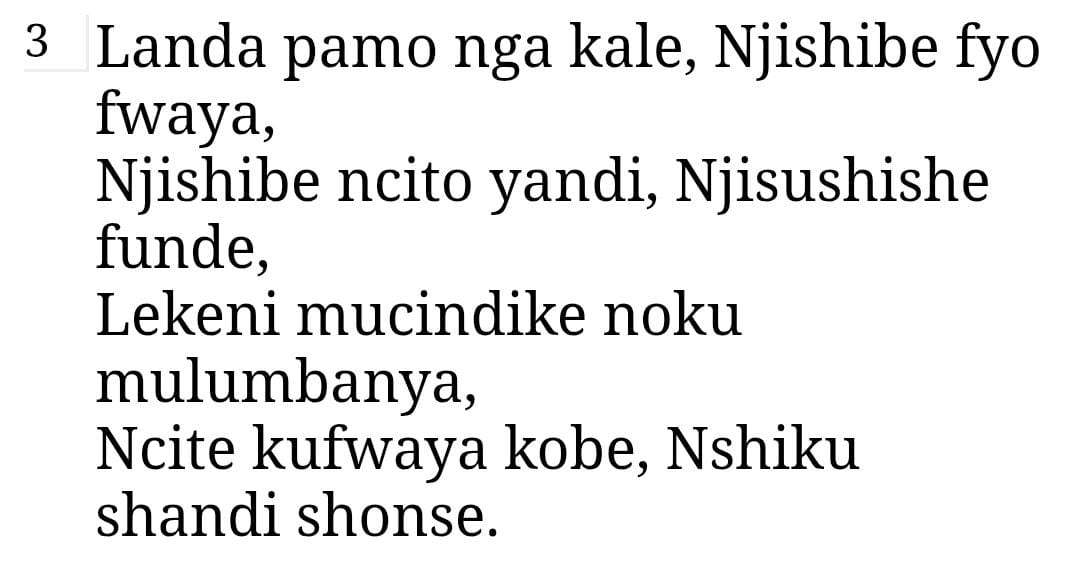 3 Landa pamo nga kale, Njishibe fyo
fwaya,
Njishibe ncito yandi, Njisushishe
funde,
Lekeni mucindike noku
mulumbanya,
Ncite kufwaya kobe, Nshiku
shandi shonse.